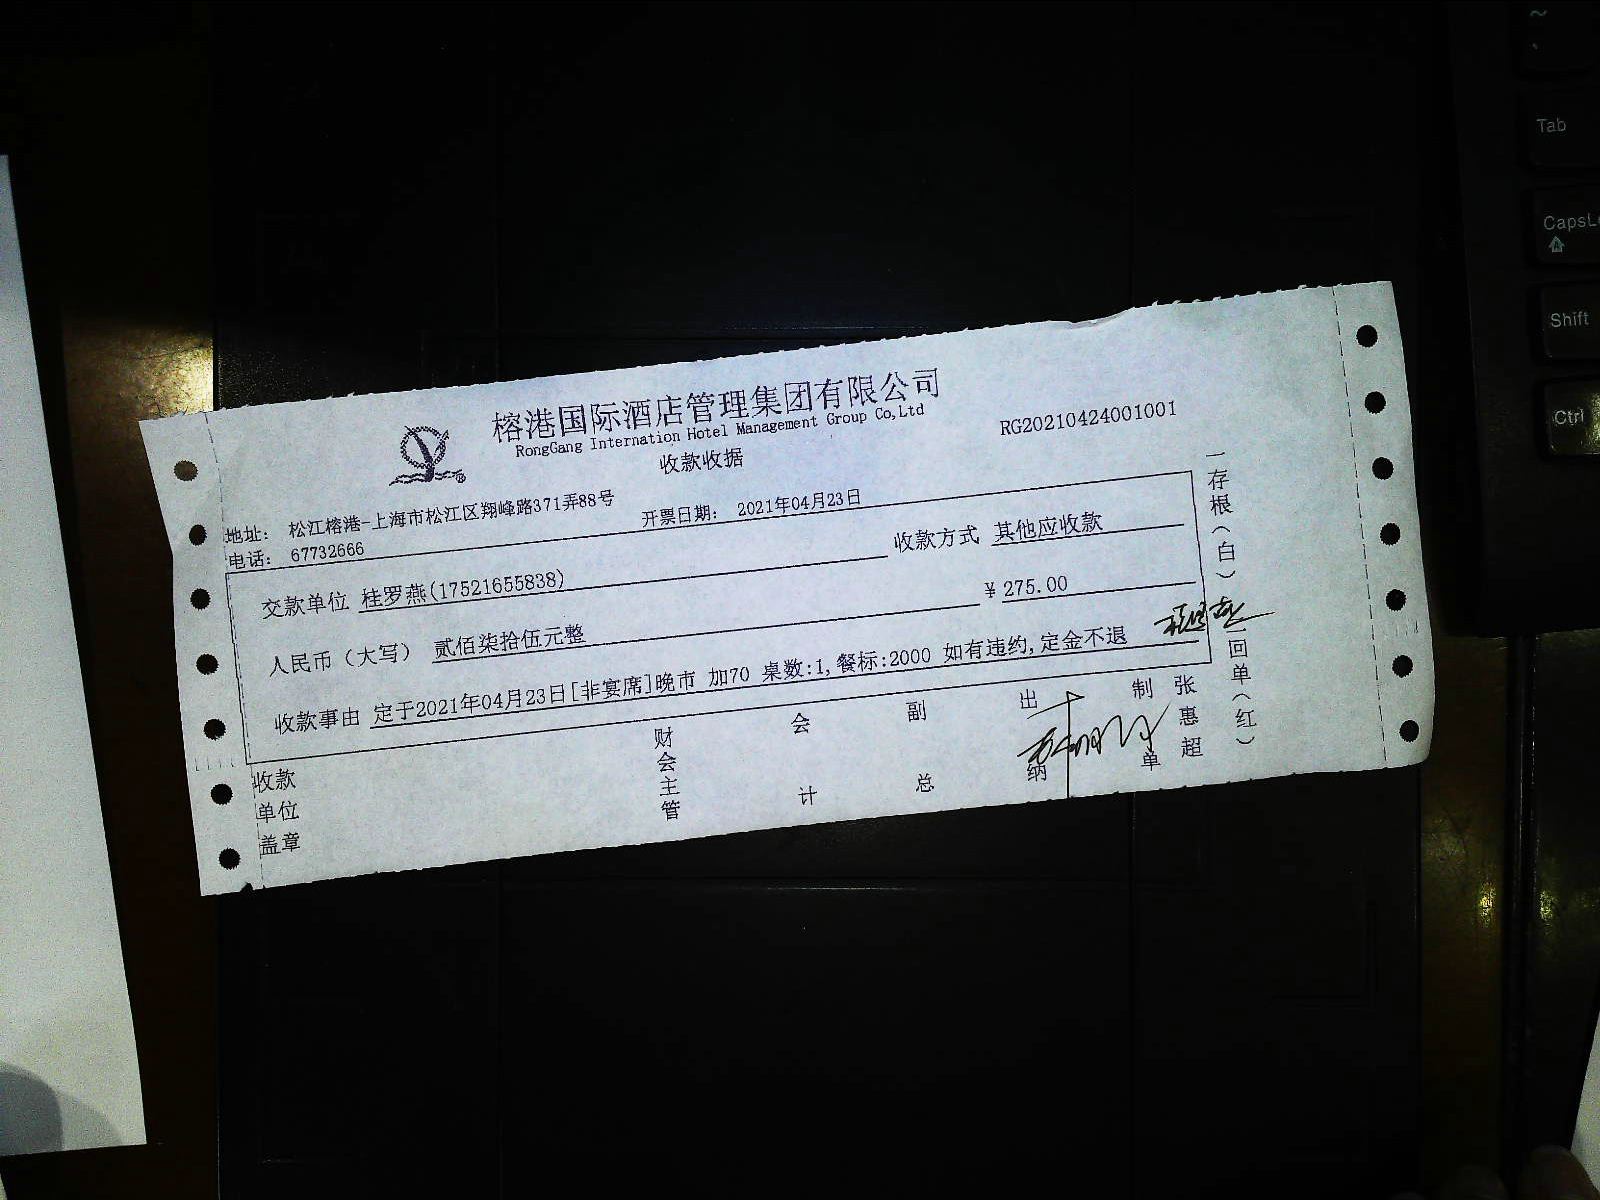 榕港国际酒店管理集团有限公司
RongGang Internation Hotel Management Group Co,Ltd
收款收据
RG20210424001001
地址： 松江榕港-上海市松江区翔峰路371弄88号
电话： 67732666
开票日期： 2021年04月23日
交款单位 桂罗燕(17521655838)
收款方式 其他应收款
人民币（大写） 贰佰柒拾伍元整
¥ 275.00
收款事由 定于2021年04月23日[非宴席]晚市 加70 桌数:1,餐标:2000 如有违约,定金不退
收款单位盖章
财会主管
会计
副总
出纳
制单
张惠超
一存根(白)
二回单(红)
~
Tab
Shift
Ctrl